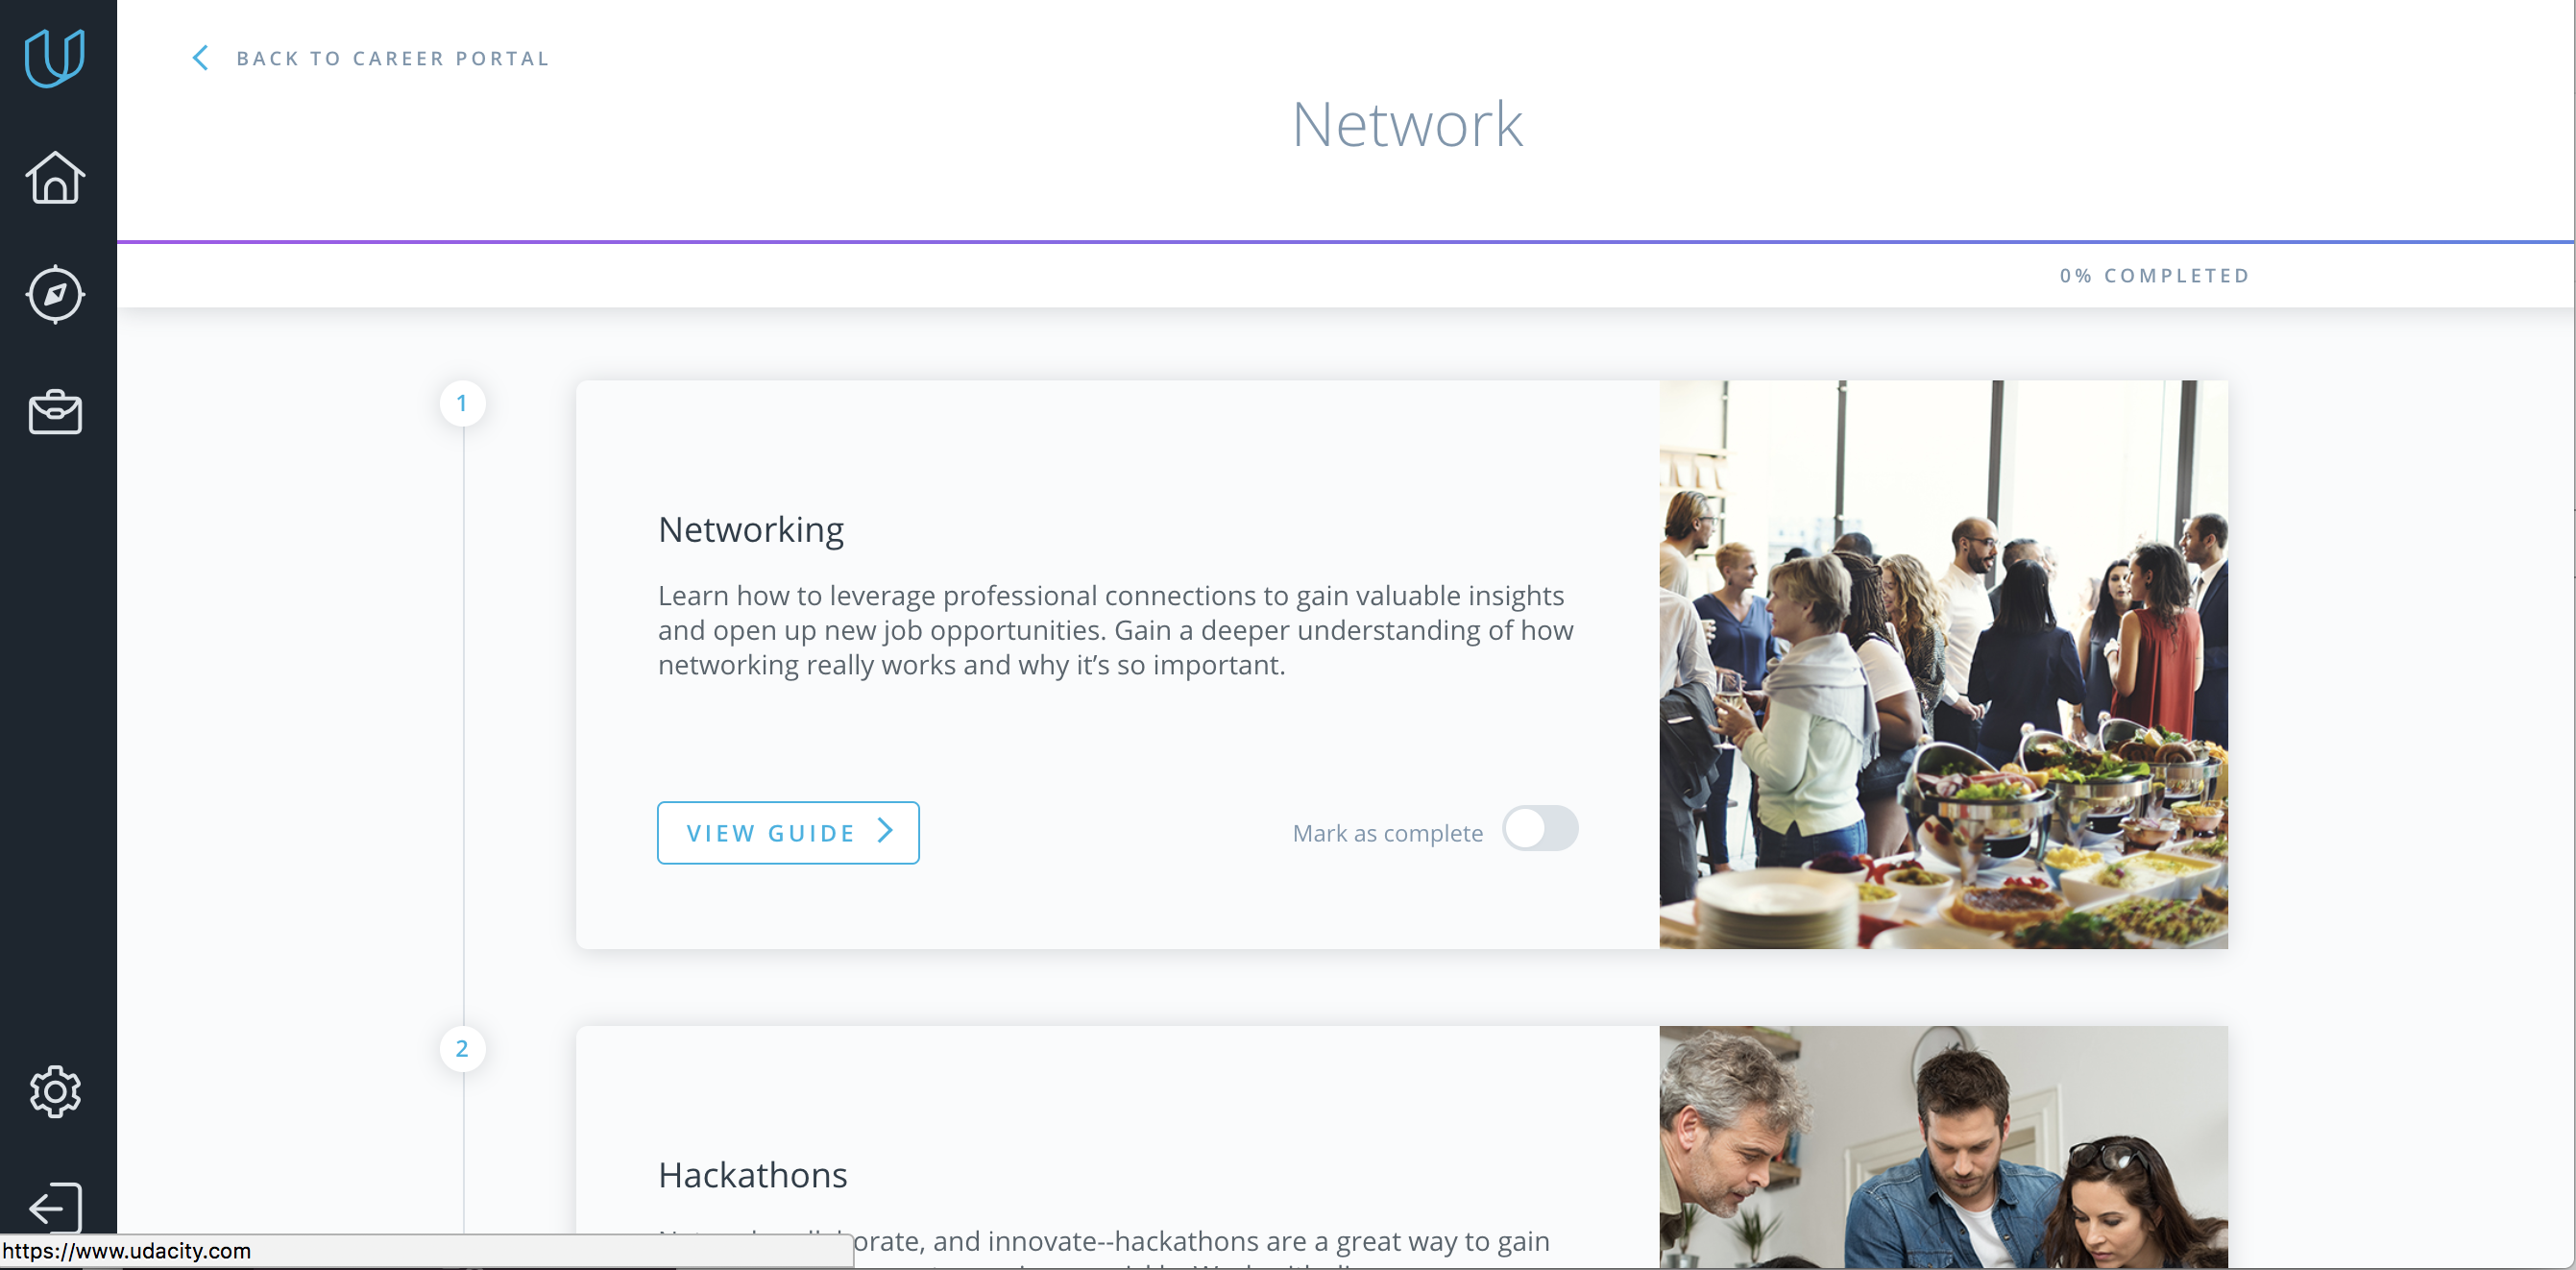 BACK TO CAREER PORTAL
Network
0% COMPLETED
1
Networking
Learn how to leverage professional connections to gain valuable insights
and open up new job opportunities. Gain a deeper understanding of how
networking really works and why it’s so important.
VIEW GUIDE
Mark as complete
2
Hackathons
orate, and innovate--hackathons are a great way to gain
https://www.udacity.com